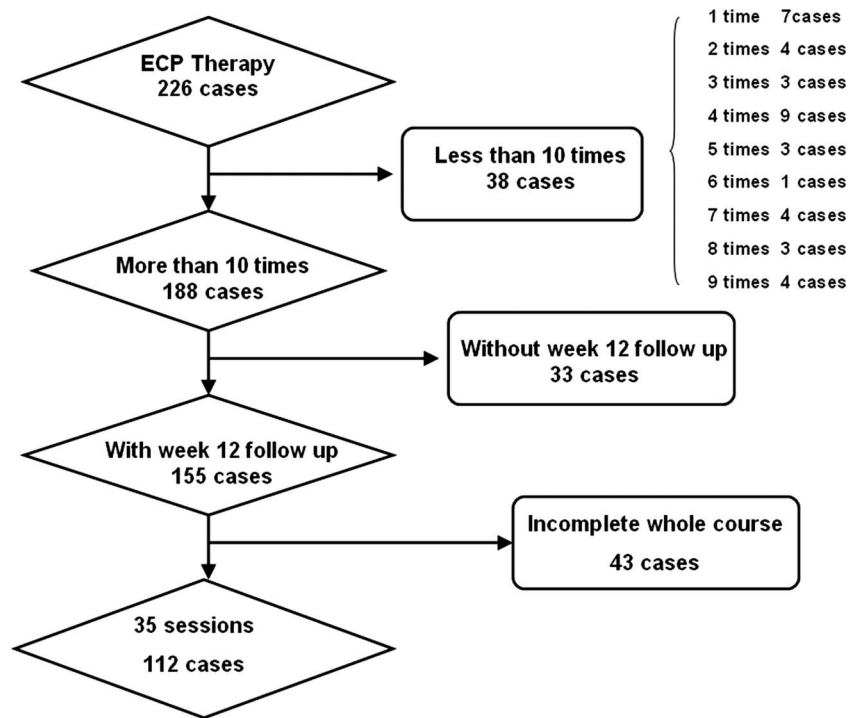 ECP Therapy
226 cases
Less than 10 times
38 cases
1 time 7cases
2 times 4 cases
3 times 3 cases
4 times 9 cases
5 times 3 cases
6 times 1 cases
7 times 4 cases
8 times 3 cases
9 times 4 cases
More than 10 times
188 cases
Without week 12 follow up
33 cases
With week 12 follow up
155 cases
Incomplete whole course
43 cases
35 sessions
112 cases